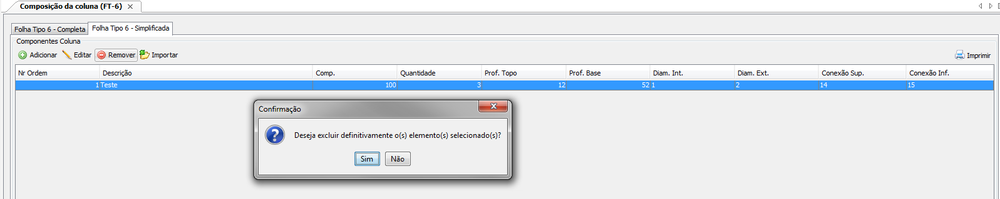 Composição da coluna (FT-6)
Folha Tipo 6 - Completa Folha Tipo 6 - Simplificada
Componentes Coluna
Adicionar Editar Remover Importar Imprimir
Nr Ordem Descrição Comp. Quantidade Prof. Topo Prof. Base Diam. Int. Diam. Ext. Conexão Sup. Conexão Inf.
1 Teste 100 3 12 52 1 2 14 15
Confirmação
Deseja excluir definitivamente o(s) elemento(s) selecionado(s)?
Sim Não